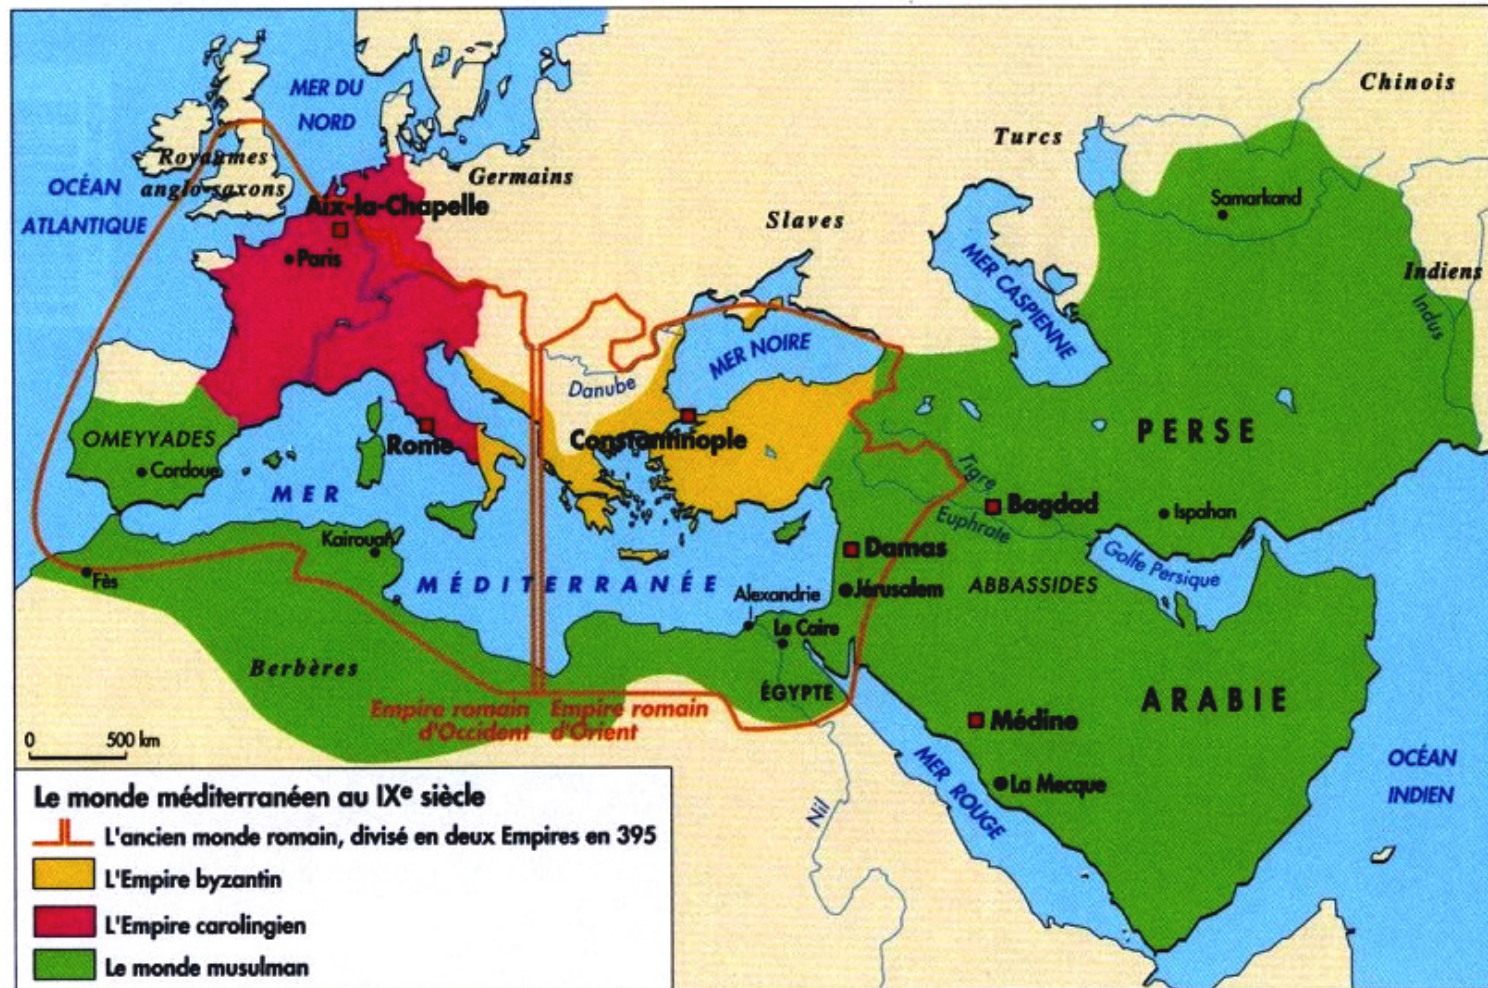 Chinois
MER DU
NORD
Turcs
Royaumes
anglo-saxons
Germains
OCÉAN
ATLANTIQUE
Aix-la-Chapelle
Samarkand
Slaves
Paris
MER CASPIENNE
Indiens
Indus
MER NOIRE
Danube
OMEYYADES
Rome
Constantinople
PERSE
Cordoue
MER
Tigre
Bagdad
Ispahan
Euphrate
Kairouan
Damas
Golfe Persique
Fès
MÉDITERRANÉE
Jérusalem
ABBASSIDES
Alexandrie
Le Caire
Berbères
ÉGYPTE
ARABIE
Empire romain
d'Occident
Empire romain
d'Orient
Médine
0 500 km
MER ROUGE
La Mecque
OCÉAN
INDIEN
Nil
Le monde méditerranéen au IXe siècle
L'ancien monde romain, divisé en deux Empires en 395
L'Empire byzantin
L'Empire carolingien
Le monde musulman